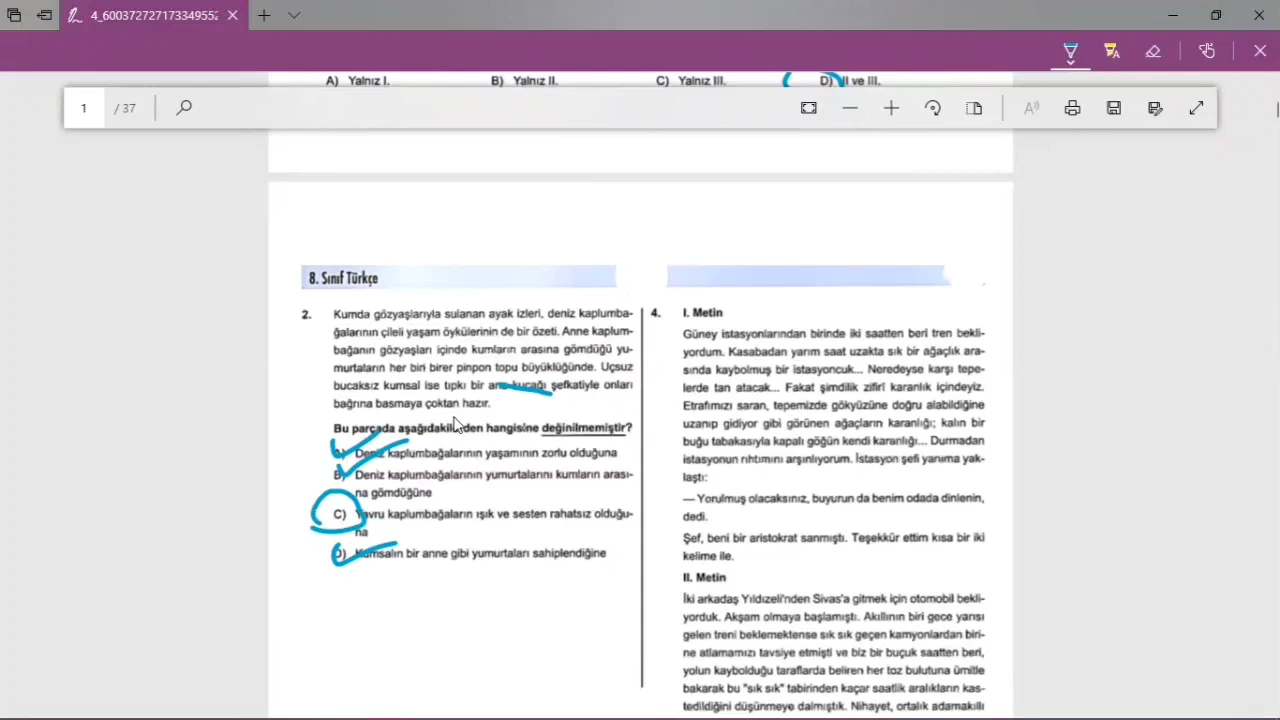 4_600372727173349552
A) Yalnız I.
B) Yalnız II.
C) Yalnız III.
D) II ve III.
1 / 37
8. Sınıf Türkçe
2. Kumda gözyaşlarıyla sulanan ayak izleri, deniz kaplumba-
ğalarının çileli yaşam öykülerinin de bir özeti. Anne kaplum-
bağanın gözyaşları içinde kumların arasına gömdüğü yu-
murtaların her biri birer pinpon topu büyüklüğünde. Uçsuz
bucaksız kumsal ise tıpkı bir ana kucağı şefkatiyle onları
bağrına basmaya çoktan hazır.
Bu parçada aşağıdakilerden hangisine değinilmemiştir?
A) Deniz kaplumbağalarının yaşamının zorlu olduğuna
B) Deniz kaplumbağalarının yumurtalarını kumların arası-
na gömdüğüne
C) Yavru kaplumbağaların ışık ve sesten rahatsız olduğu-
na
D) Kumsalın bir anne gibi yumurtaları sahiplendiğine
4. I. Metin
Güney istasyonlarından birinde iki saatten beri tren bekli-
yordum. Kasabadan yarım saat uzakta sık bir ağaçlık ara-
sında kaybolmuş bir istasyoncuk... Neredeyse karşı tepe-
lerde tan atacak... Fakat şimdilik zifirî karanlık içindeyiz.
Etrafımızı saran, tepemizde gökyüzüne doğru alabildiğine
uzanıp gidiyor gibi görünen ağaçların karanlığı; kalın bir
buğu tabakasıyla kapalı göğün kendi karanlığı... Durmadan
istasyonun rıhtımını arşınlıyorum. İstasyon şefi yanıma yak-
laştı:
— Yorulmuş olacaksınız, buyurun da benim odada dinlenin,
dedi.
Şef, beni bir aristokrat sanmıştı. Teşekkür ettim kısa bir iki
kelime ile.
II. Metin
İki arkadaş Yıldızeli'nden Sivas'a gitmek için otomobil bekli-
yorduk. Akşam olmaya başlamıştı. Akıllının biri gece yarısı
gelen treni beklemektense sık sık geçen kamyonlardan biri-
ne atlamamızı tavsiye etmişti ve biz bir buçuk saatten beri,
yolun kaybolduğu taraflarda beliren her toz bulutuna ümitle
bakarak bu "sık sık" tabirinden kaçar saatlik aralıkların kas-
tedildiğini düşünmeye dalmıştık. Nihayet, ortalık adamakıllı